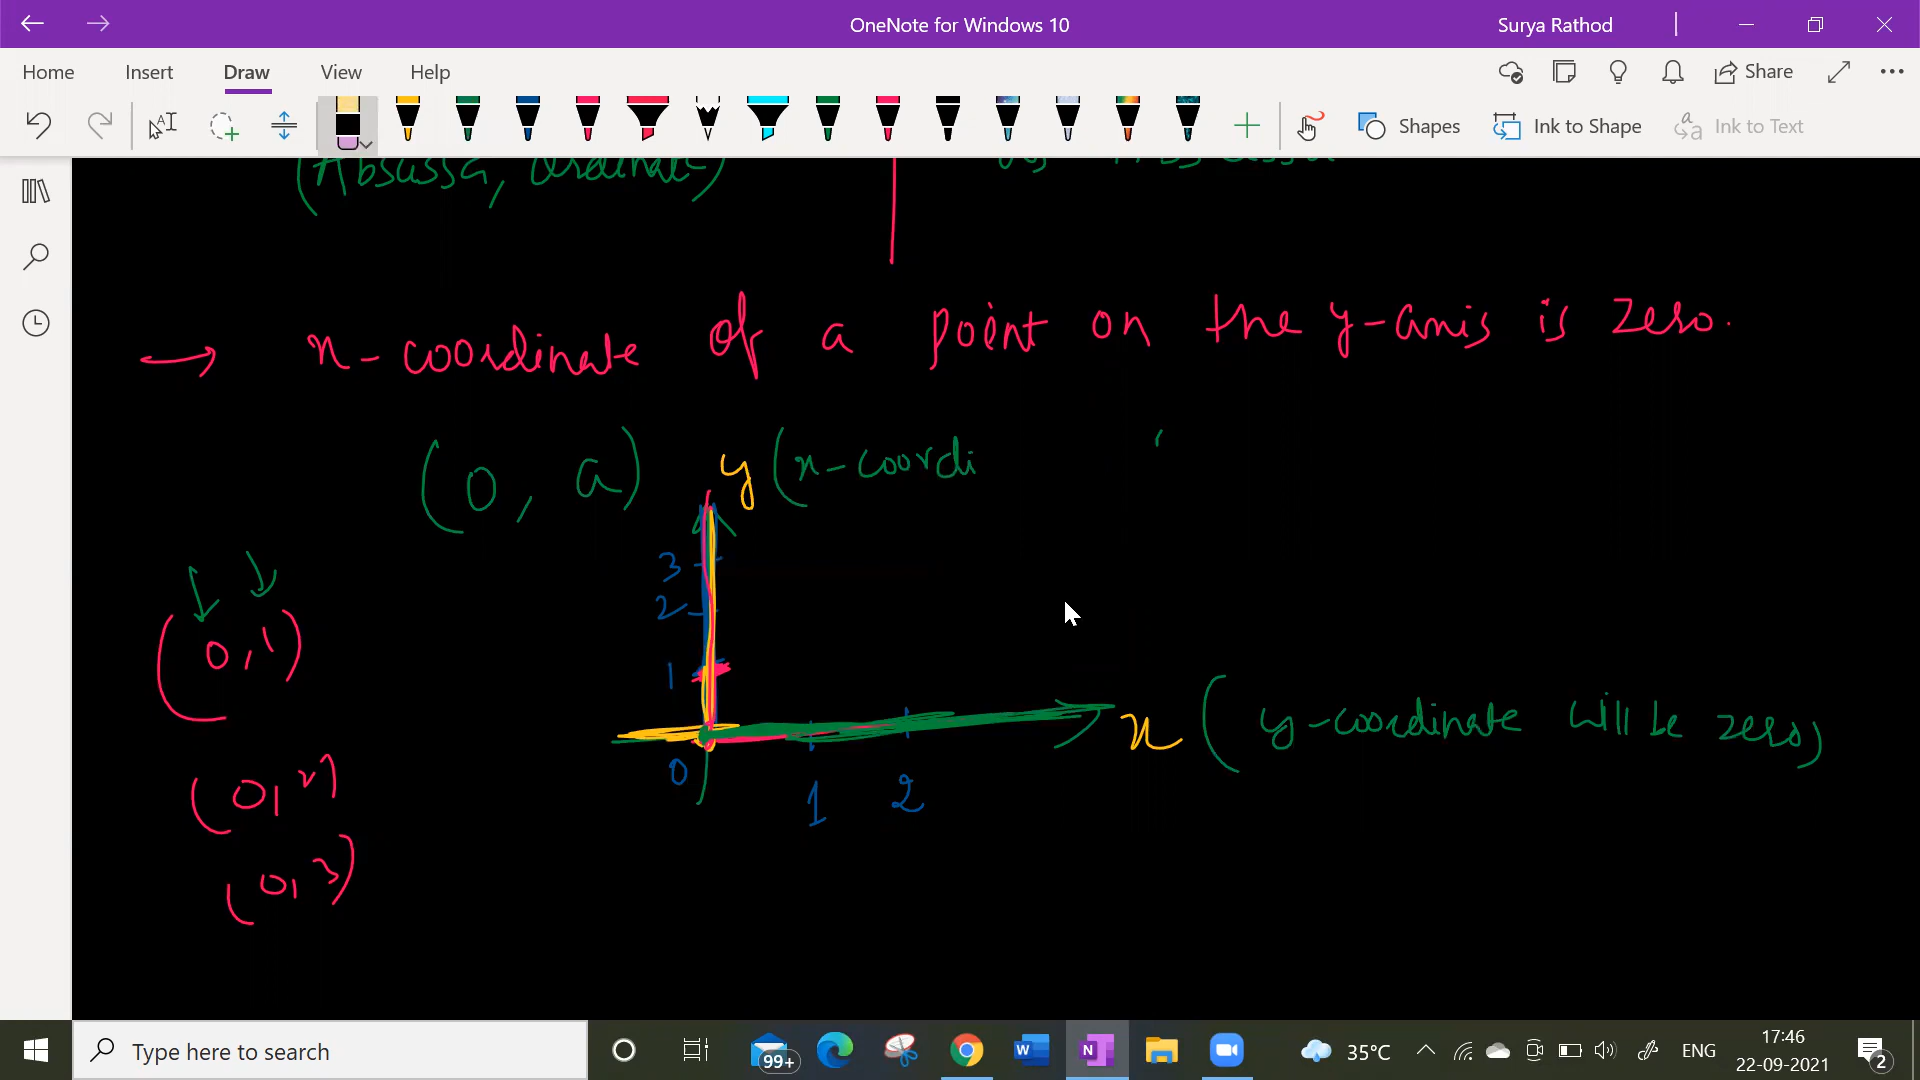 OneNote for Windows 10
Surya Rathod
Home Insert Draw View Help
Share
Shapes Ink to Shape Ink to Text
(Abscissa, Ordinate)
→ x-coordinate of a point on the y-axis is zero.
(0, a) y (x-coordi
3
2
(0,1)
1
x ( y-coordinate will be zero)
0 1 2
(0,2)
(0,3)
Type here to search
99+
35°C
ENG
17:46
22-09-2021
2